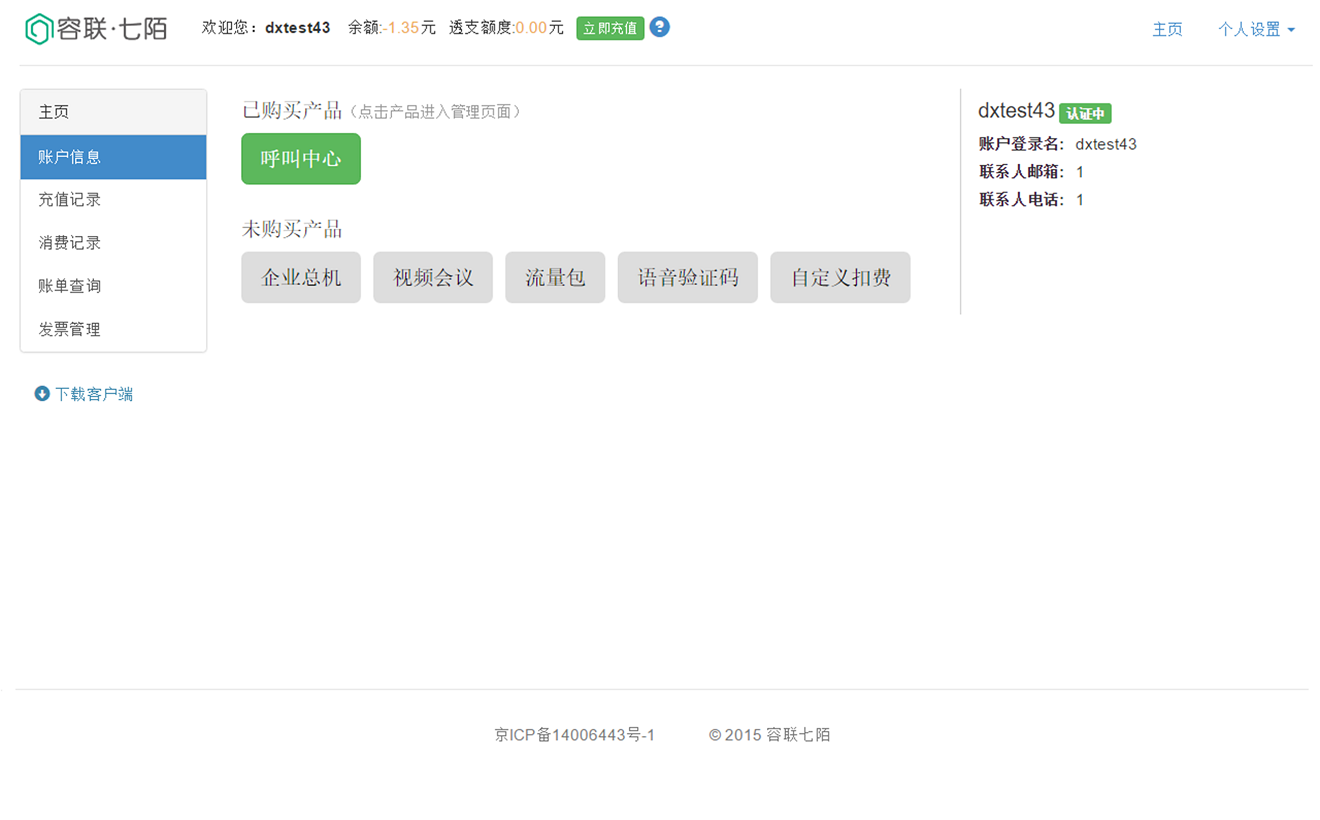 容联·七陌
欢迎您：dxtest43 余额:-1.35元 透支额度:0.00元 立即充值 ?
主页 个人设置
主页
账户信息
充值记录
消费记录
账单查询
发票管理
下载客户端
已购买产品（点击产品进入管理页面）
呼叫中心
未购买产品
企业总机 视频会议 流量包 语音验证码 自定义扣费
dxtest43 认证中
账户登录名： dxtest43
联系人邮箱： 1
联系人电话： 1
京ICP备14006443号-1 © 2015 容联七陌